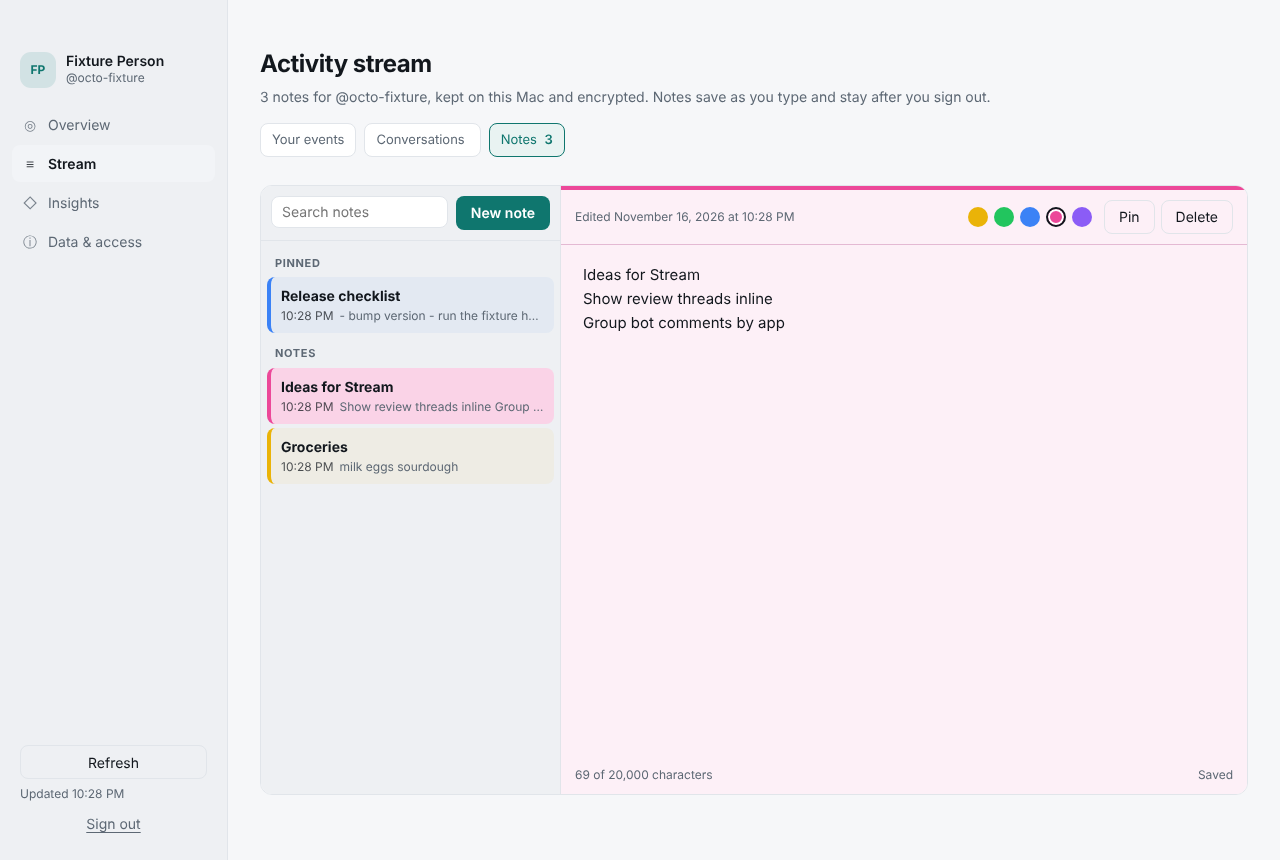 FP
Fixture Person
@octo-fixture
Overview
Stream
Insights
Data & access
Refresh
Updated 10:28 PM
Sign out
Activity stream
3 notes for @octo-fixture, kept on this Mac and encrypted. Notes save as you type and stay after you sign out.
Your events
Conversations
Notes 3
Search notes
New note
PINNED
Release checklist
10:28 PM - bump version - run the fixture h...
NOTES
Ideas for Stream
10:28 PM Show review threads inline Group ...
Groceries
10:28 PM milk eggs sourdough
Edited November 16, 2026 at 10:28 PM
Pin
Delete
Ideas for Stream
Show review threads inline
Group bot comments by app
69 of 20,000 characters
Saved